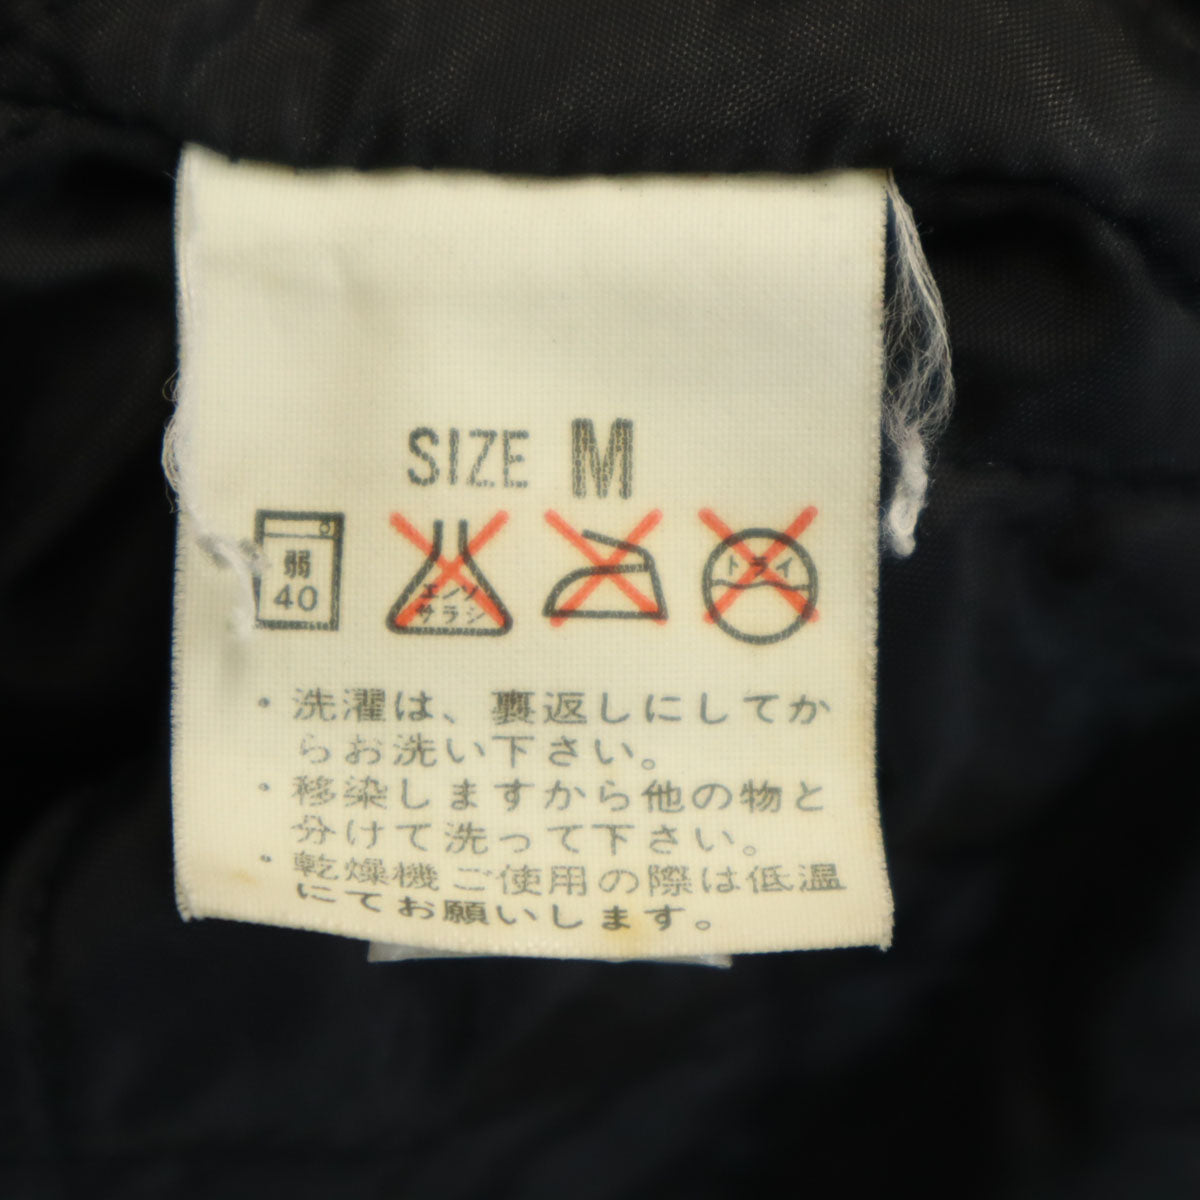 SIZE M
弱
40
エンソ
サラシ
ドライ
・洗濯は、裏返しにしてか
らお洗い下さい。
・移染しますから他の物と
分けて洗って下さい。
・乾燥機ご使用の際は低温
にてお願いします。